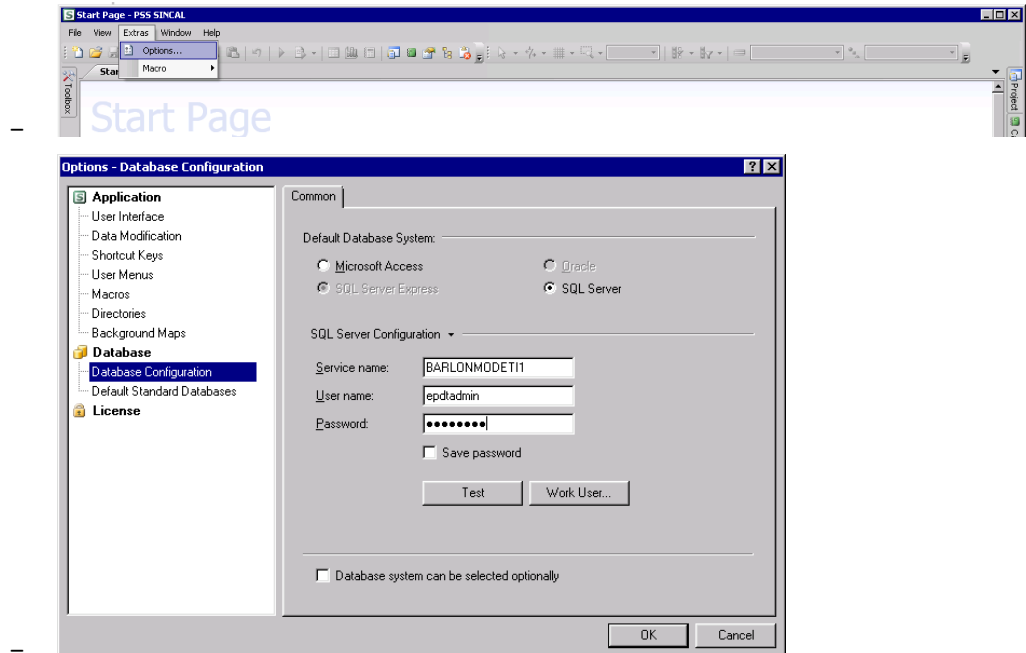 Start Page - PSS SINCAL
File View Extras Window Help
Options...
Star
Macro
Toolbox
Project
Start Page
–
Options - Database Configuration
Application
User Interface
Data Modification
Shortcut Keys
User Menus
Macros
Directories
Background Maps
Database
Database Configuration
Default Standard Databases
License
Common
Default Database System:
Microsoft Access
Oracle
SQL Server Express
SQL Server
SQL Server Configuration
Service name: BARLONMODETI1
User name: epdtadmin
Password: ●●●●●●●●
Save password
Test Work User...
Database system can be selected optionally
OK Cancel
–